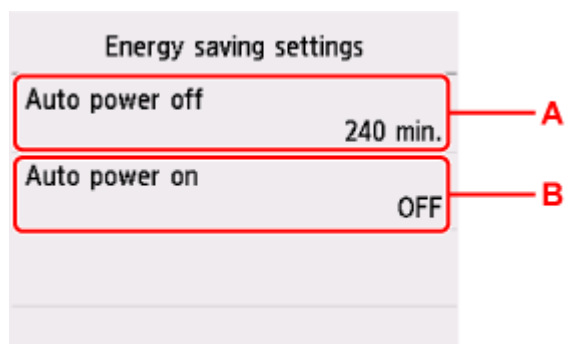 Energy saving settings
Auto power off
240 min.
A
Auto power on
OFF
B